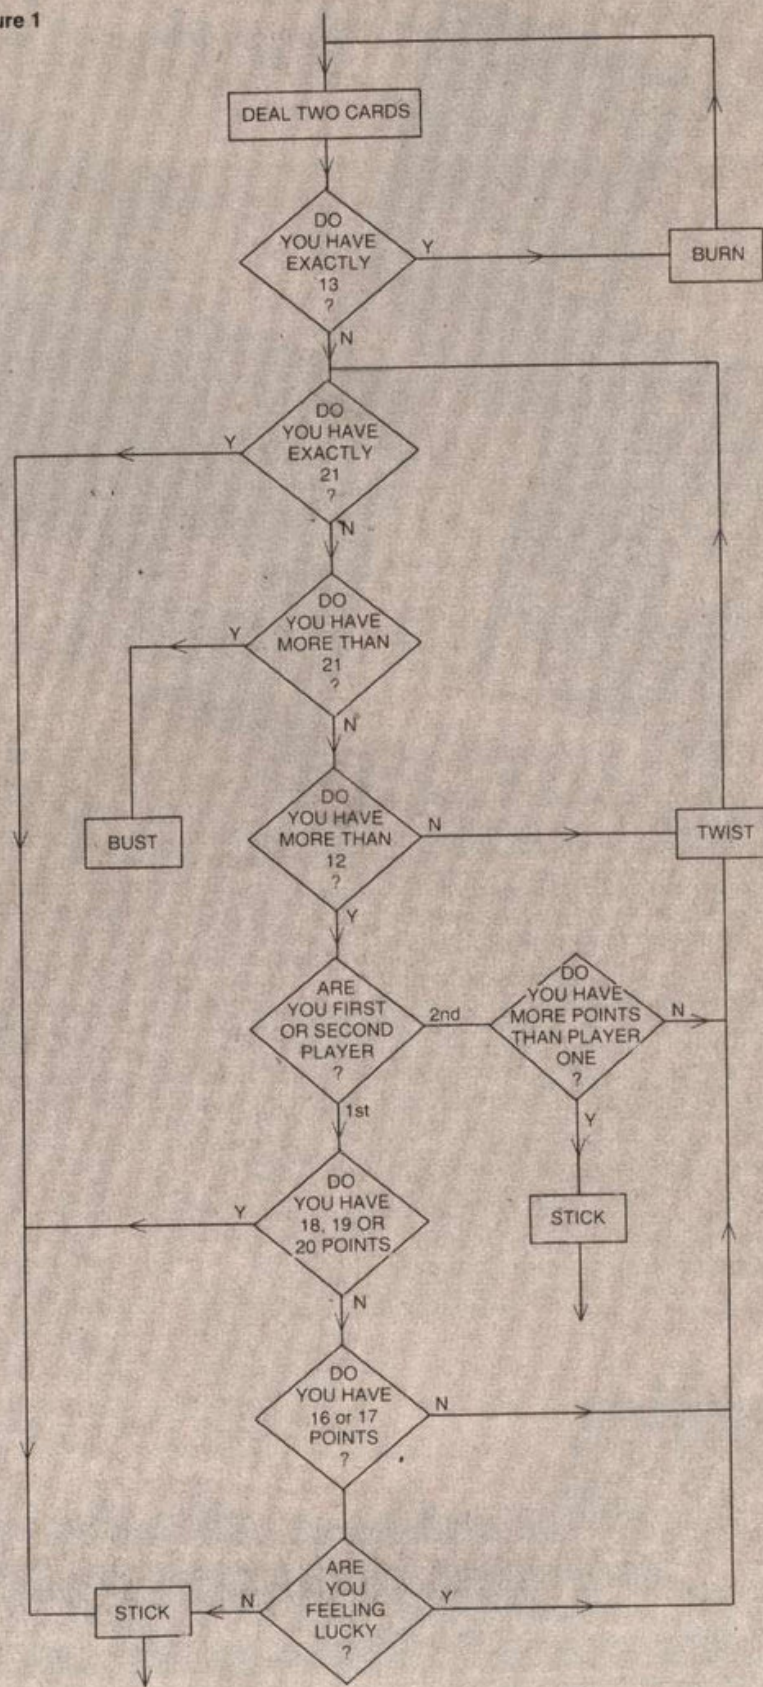 ure 1
DEAL TWO CARDS
DO
YOU HAVE
EXACTLY
13
?
Y
BURN
N
DO
YOU HAVE
EXACTLY
21
?
Y
N
DO
YOU HAVE
MORE THAN
21
?
Y
N
BUST
DO
YOU HAVE
MORE THAN
12
?
N
TWIST
Y
ARE
YOU FIRST
OR SECOND
PLAYER
?
2nd
DO
YOU HAVE
MORE POINTS
THAN PLAYER
ONE
?
N
1st
Y
STICK
DO
YOU HAVE
18, 19 OR
20 POINTS
Y
N
DO
YOU HAVE
16 or 17
POINTS
?
N
ARE
YOU
FEELING
LUCKY
?
N
Y
STICK